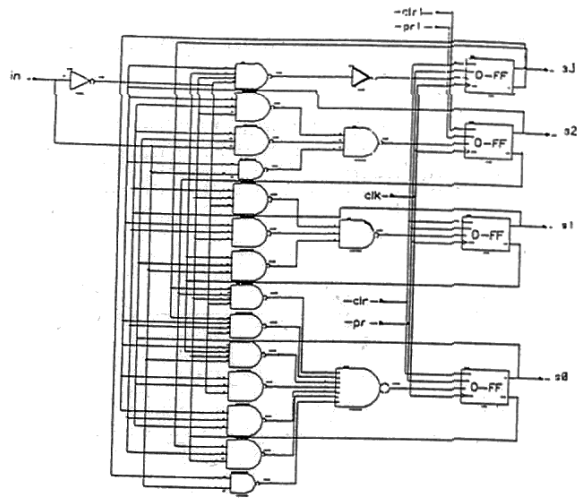 clr1
pr1
in
D-FF
s3
D-FF
s2
clk
D-FF
s1
clr
pr
D-FF
s0